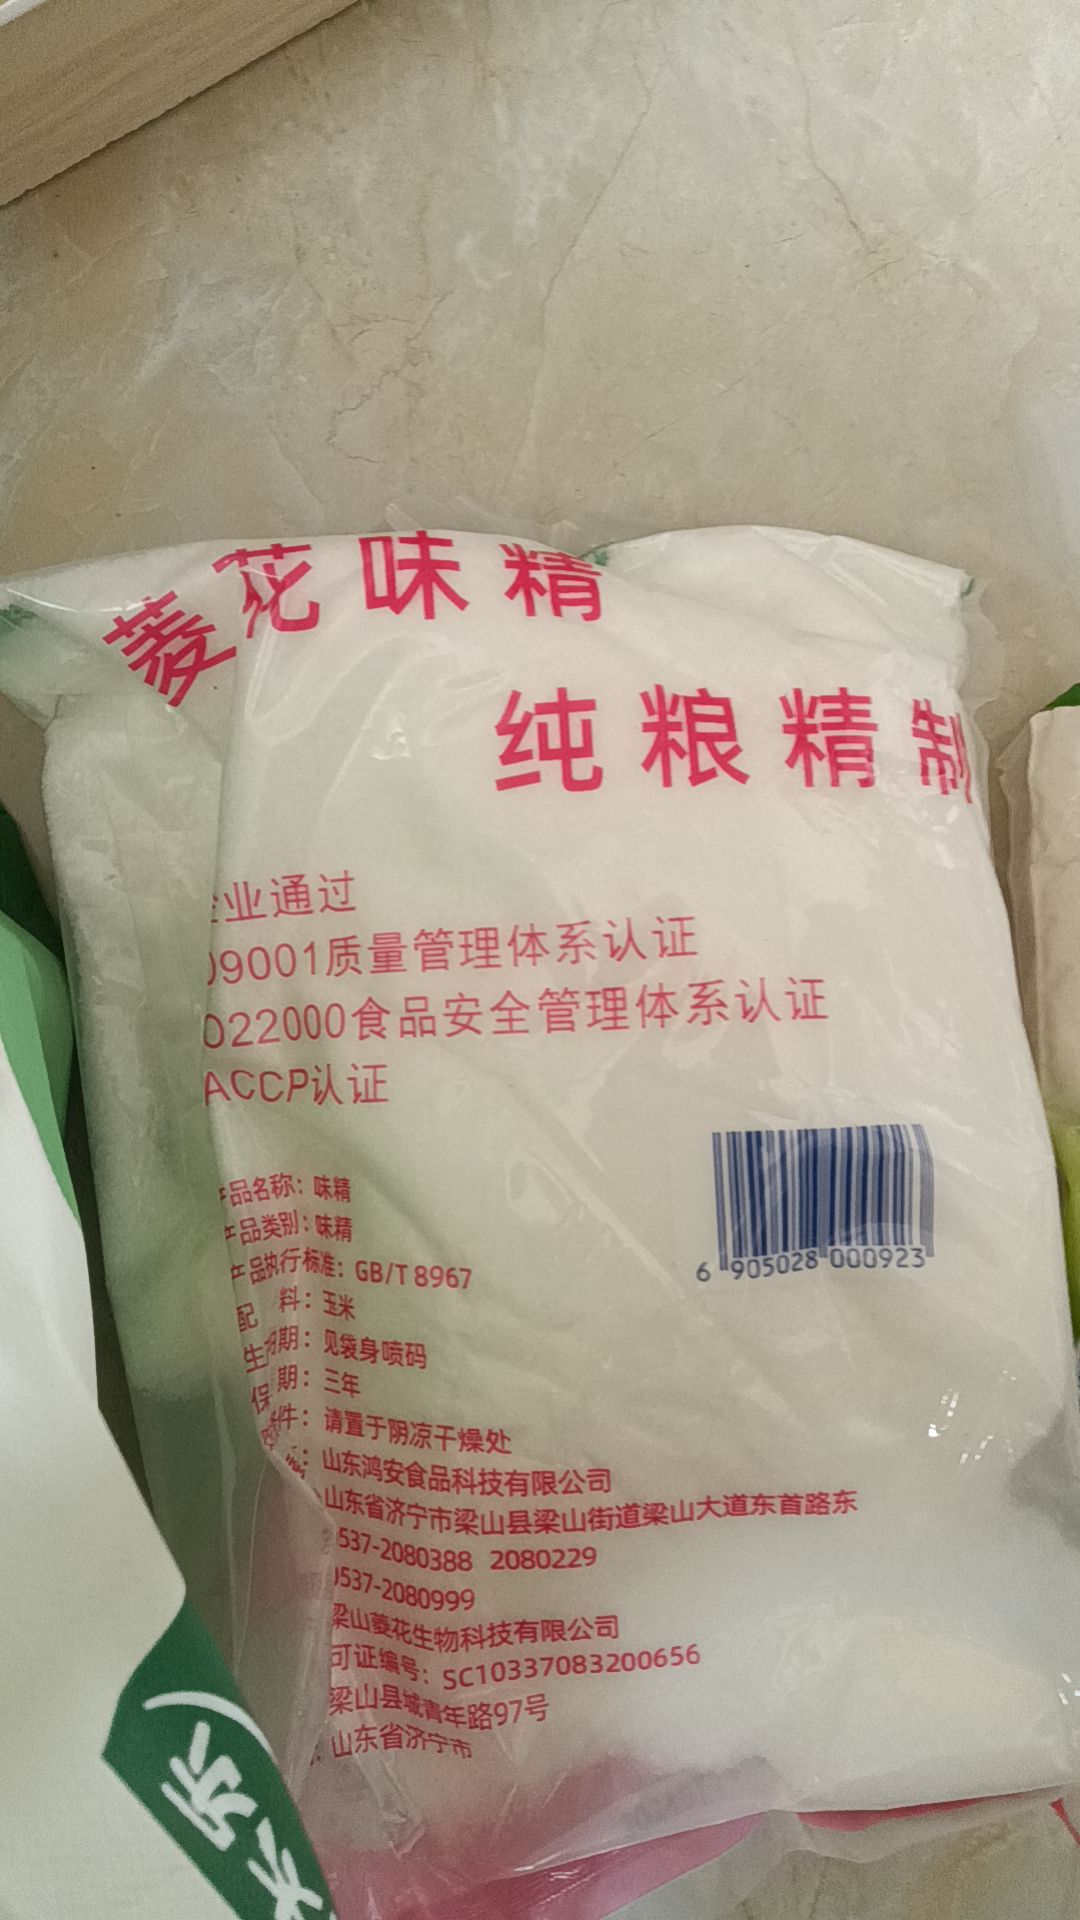 菱花味精
纯粮精制
业通过
9001质量管理体系认证
O22000食品安全管理体系认证
ACCP认证
品名称：味精
产品类别：味精
产品执行标准：GB/T 8967
配 料：玉米
生 期：见袋身喷码
保 期：三年
条件：请置于阴凉干燥处
：山东鸿安食品科技有限公司
山东省济宁市梁山县梁山街道梁山大道东首路东
537-2080388 2080229
0537-2080999
梁山菱花生物科技有限公司
可证编号：SC10337083200656
梁山县城青年路97号
：山东省济宁市
6 905028 000923